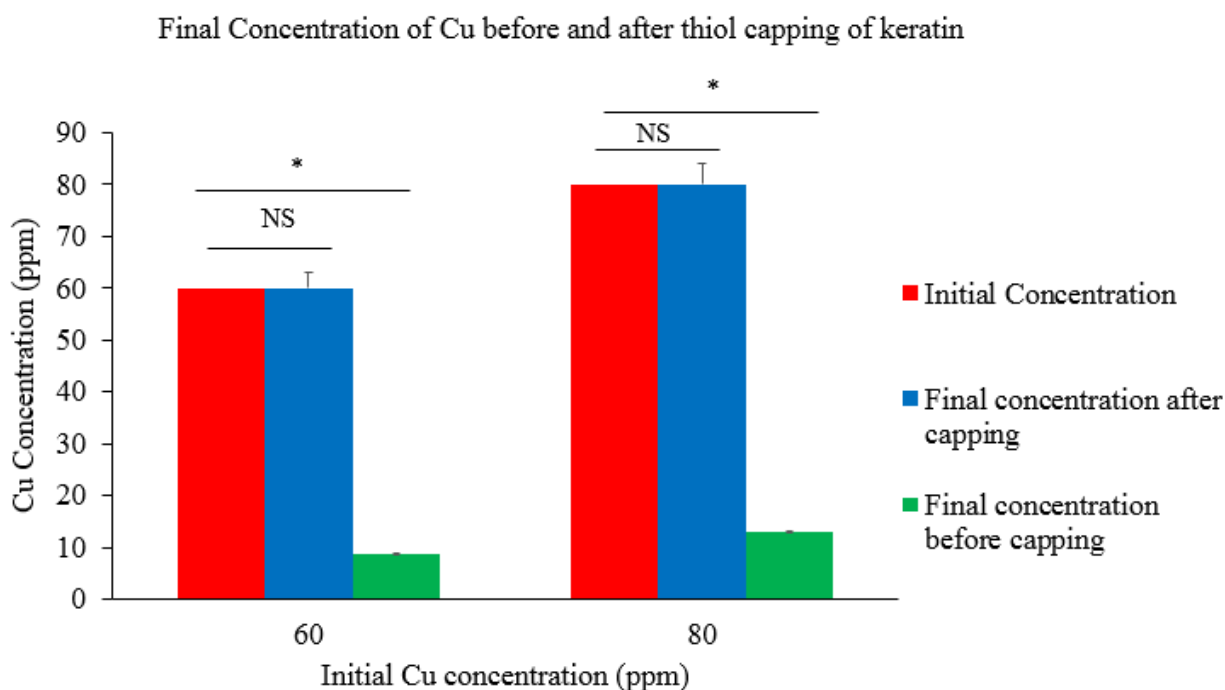 Final Concentration of Cu before and after thiol capping of keratin
*
NS
*
NS
90
80
70
60
50
40
30
20
10
0
Cu Concentration (ppm)
60
80
Initial Cu concentration (ppm)
Initial Concentration
Final concentration after
capping
Final concentration
before capping